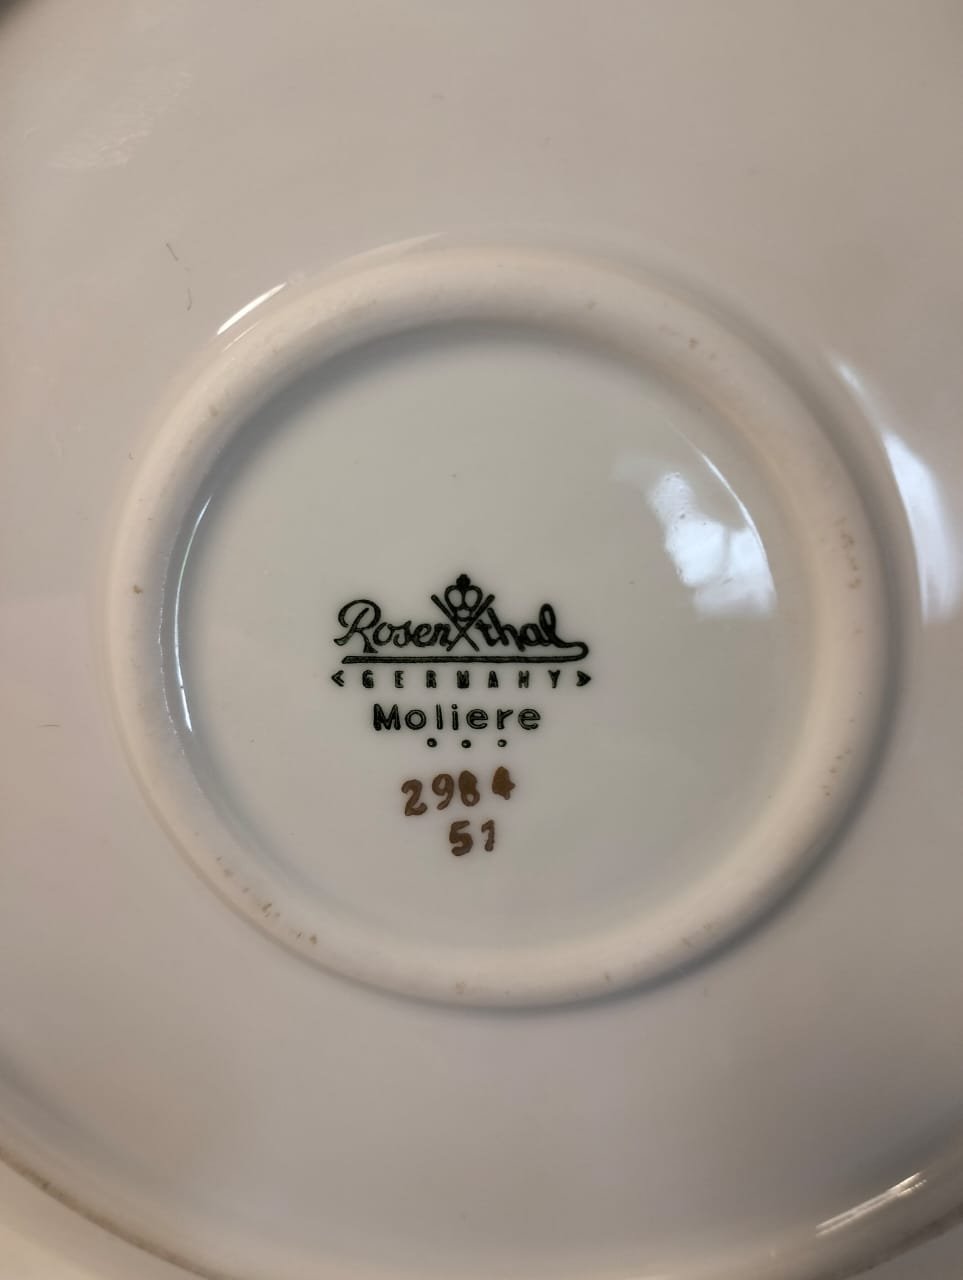 Rosenthal
< GERMANY >
Moliere
2984
51